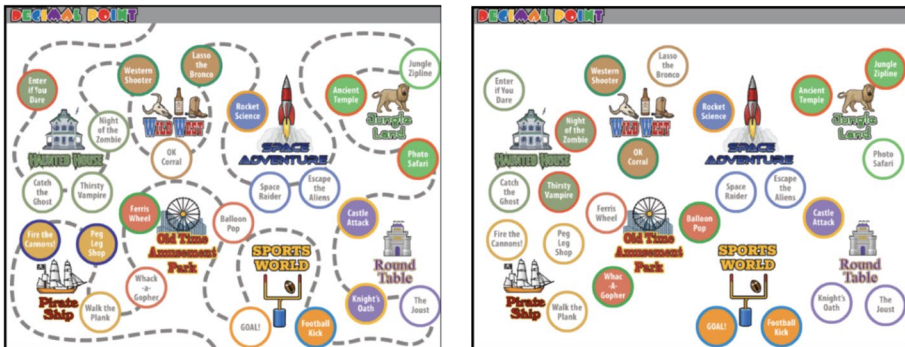 DECIMAL POINT
Enter
if You
Dare
Western
Shooter
Lasso
the
Bronco
Night
of the
Zombie
WILD WEST
HAUNTED HOUSE
OK
Corral
Catch
the
Ghost
Thirsty
Vampire
Rocket
Science
SPACE
ADVENTURE
Space
Raider
Escape
the
Aliens
Ancient
Temple
Jungle
Zipline
JUNGLE
LAND
Photo
Safari
Fire the
Cannons!
Peg
Leg
Shop
PIRATE
SHIP
Walk the
Plank
Ferris
Wheel
Old Time
Amusement
Park
Balloon
Pop
Whack
-a-
Gopher
SPORTS
WORLD
GOAL!
Football
Kick
Castle
Attack
ROUND
TABLE
Knight's
Oath
The
Joust
DECIMAL POINT
Enter
if You
Dare
Western
Shooter
Lasso
the
Bronco
Night
of the
Zombie
WILD WEST
HAUNTED HOUSE
OK
Corral
Catch
the
Ghost
Thirsty
Vampire
Rocket
Science
SPACE
ADVENTURE
Space
Raider
Escape
the
Aliens
Ancient
Temple
Jungle
Zipline
JUNGLE
LAND
Photo
Safari
Fire the
Cannons!
Peg
Leg
Shop
PIRATE
SHIP
Walk the
Plank
Ferris
Wheel
Old Time
Amusement
Park
Balloon
Pop
Whac
-A-
Gopher
SPORTS
WORLD
GOAL!
Football
Kick
Castle
Attack
ROUND
TABLE
Knight's
Oath
The
Joust